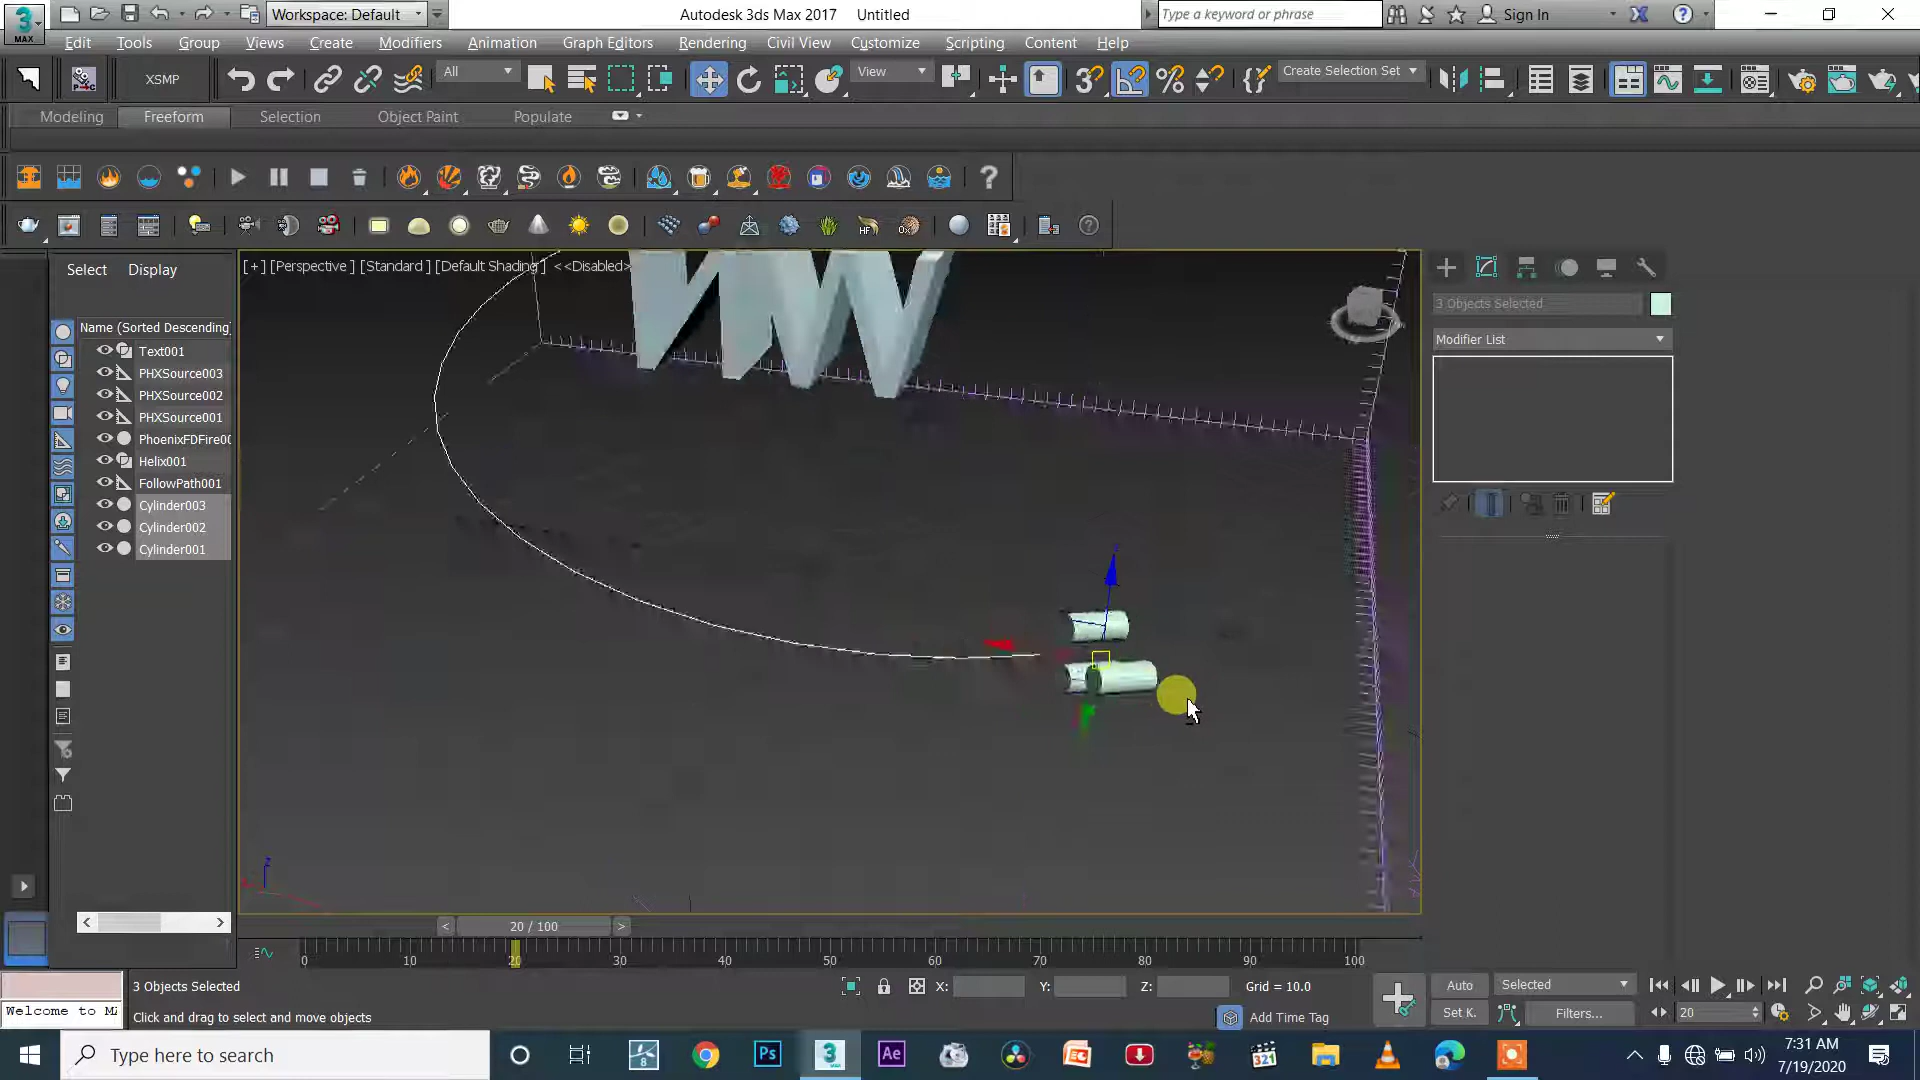 3
MAX
Workspace: Default
Autodesk 3ds Max 2017 Untitled
Type a keyword or phrase
Sign In
Edit Tools Group Views Create Modifiers Animation Graph Editors Rendering Civil View Customize Scripting Content Help
XSMP
All
View
Create Selection Set
Modeling Freeform Selection Object Paint Populate
Select Display
[+] [Perspective ] [Standard ] [Default Shading ] <<Disabled>
Name (Sorted Descending)
Text001
PHXSource003
PHXSource002
PHXSource001
PhoenixFDFire00
Helix001
FollowPath001
Cylinder003
Cylinder002
Cylinder001
3 Objects Selected
Modifier List
20 / 100
0 10 20 30 40 50 60 70 80 90 100
3 Objects Selected
X: Y: Z: Grid = 10.0
Auto Selected
Welcome to MA
Click and drag to select and move objects
Add Time Tag
Set K. Filters...
20
Type here to search
7:31 AM
7/19/2020